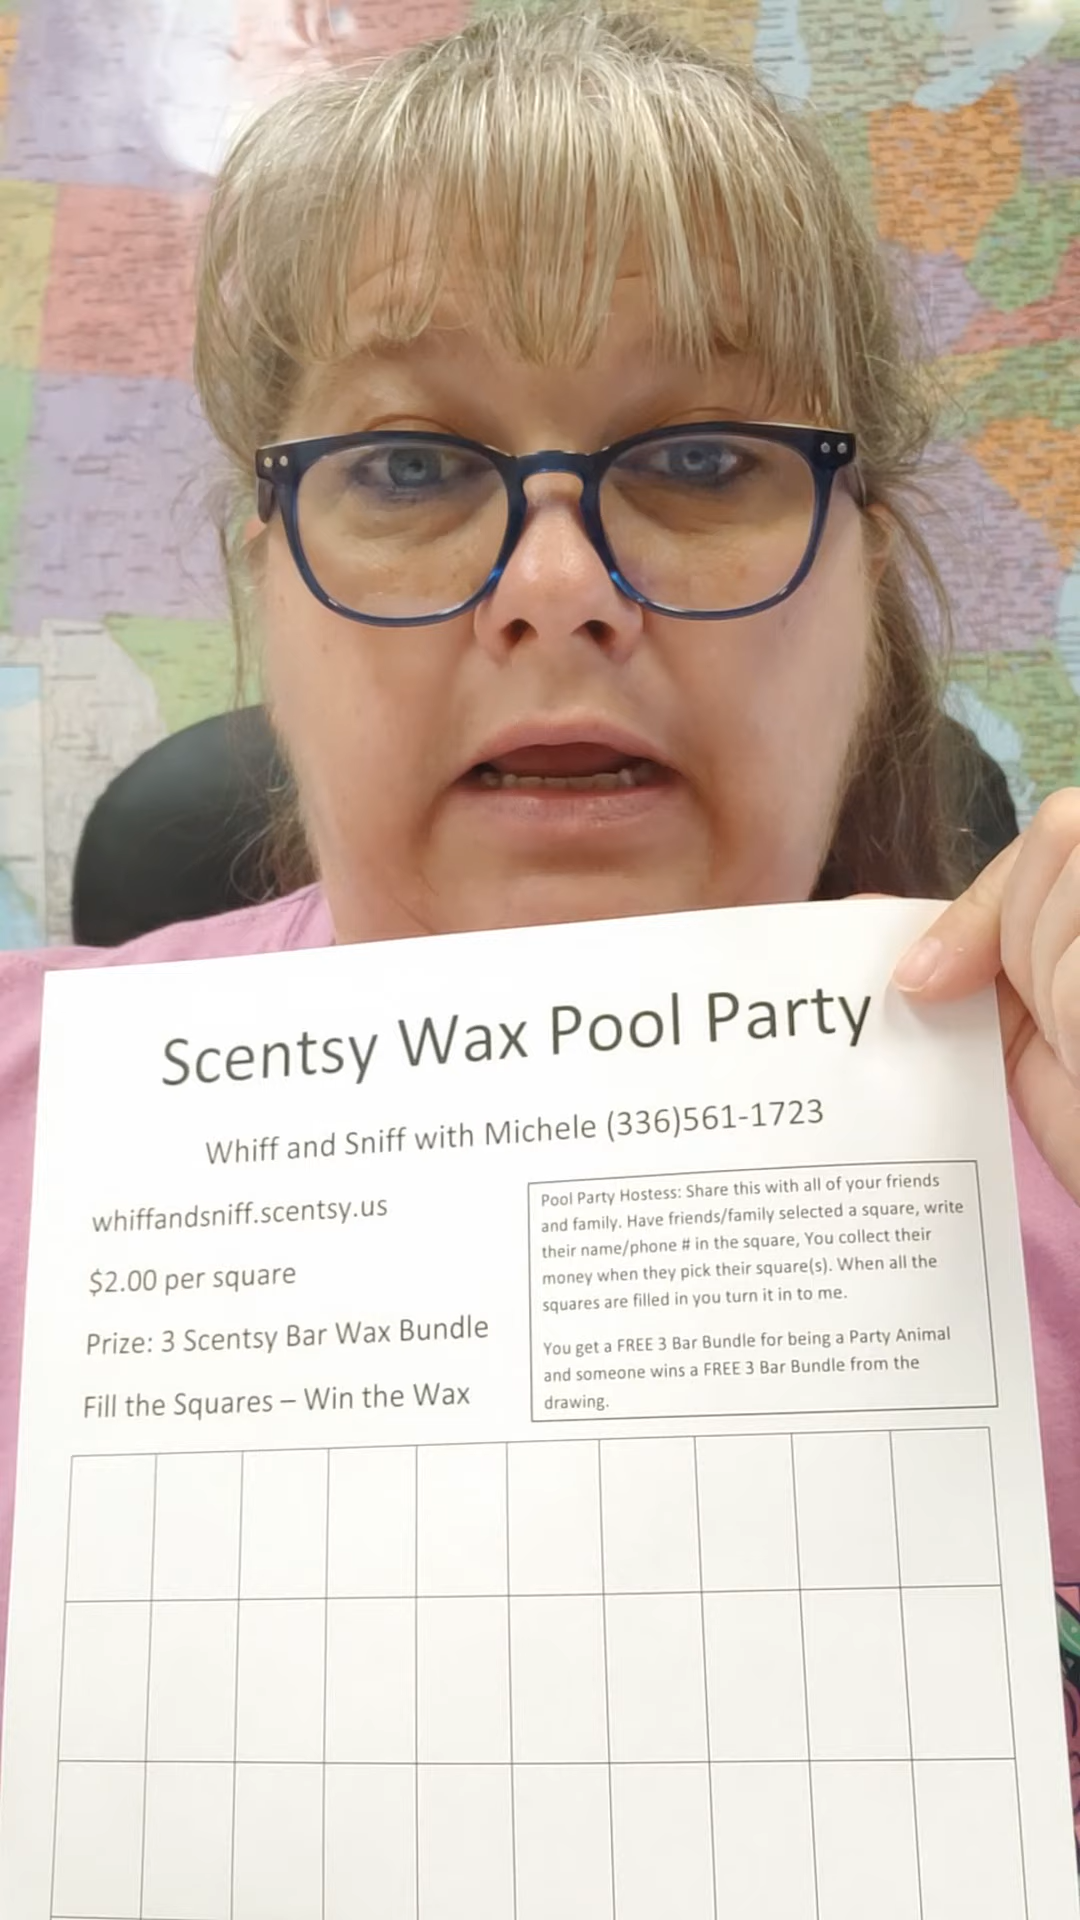 Scentsy Wax Pool Party
Whiff and Sniff with Michele (336)561-1723
whiffandsniff.scentsy.us
$2.00 per square
Prize: 3 Scentsy Bar Wax Bundle
Fill the Squares – Win the Wax
Pool Party Hostess: Share this with all of your friends
and family. Have friends/family selected a square, write
their name/phone # in the square, You collect their
money when they pick their square(s). When all the
squares are filled in you turn it in to me.
You get a FREE 3 Bar Bundle for being a Party Animal
and someone wins a FREE 3 Bar Bundle from the
drawing.